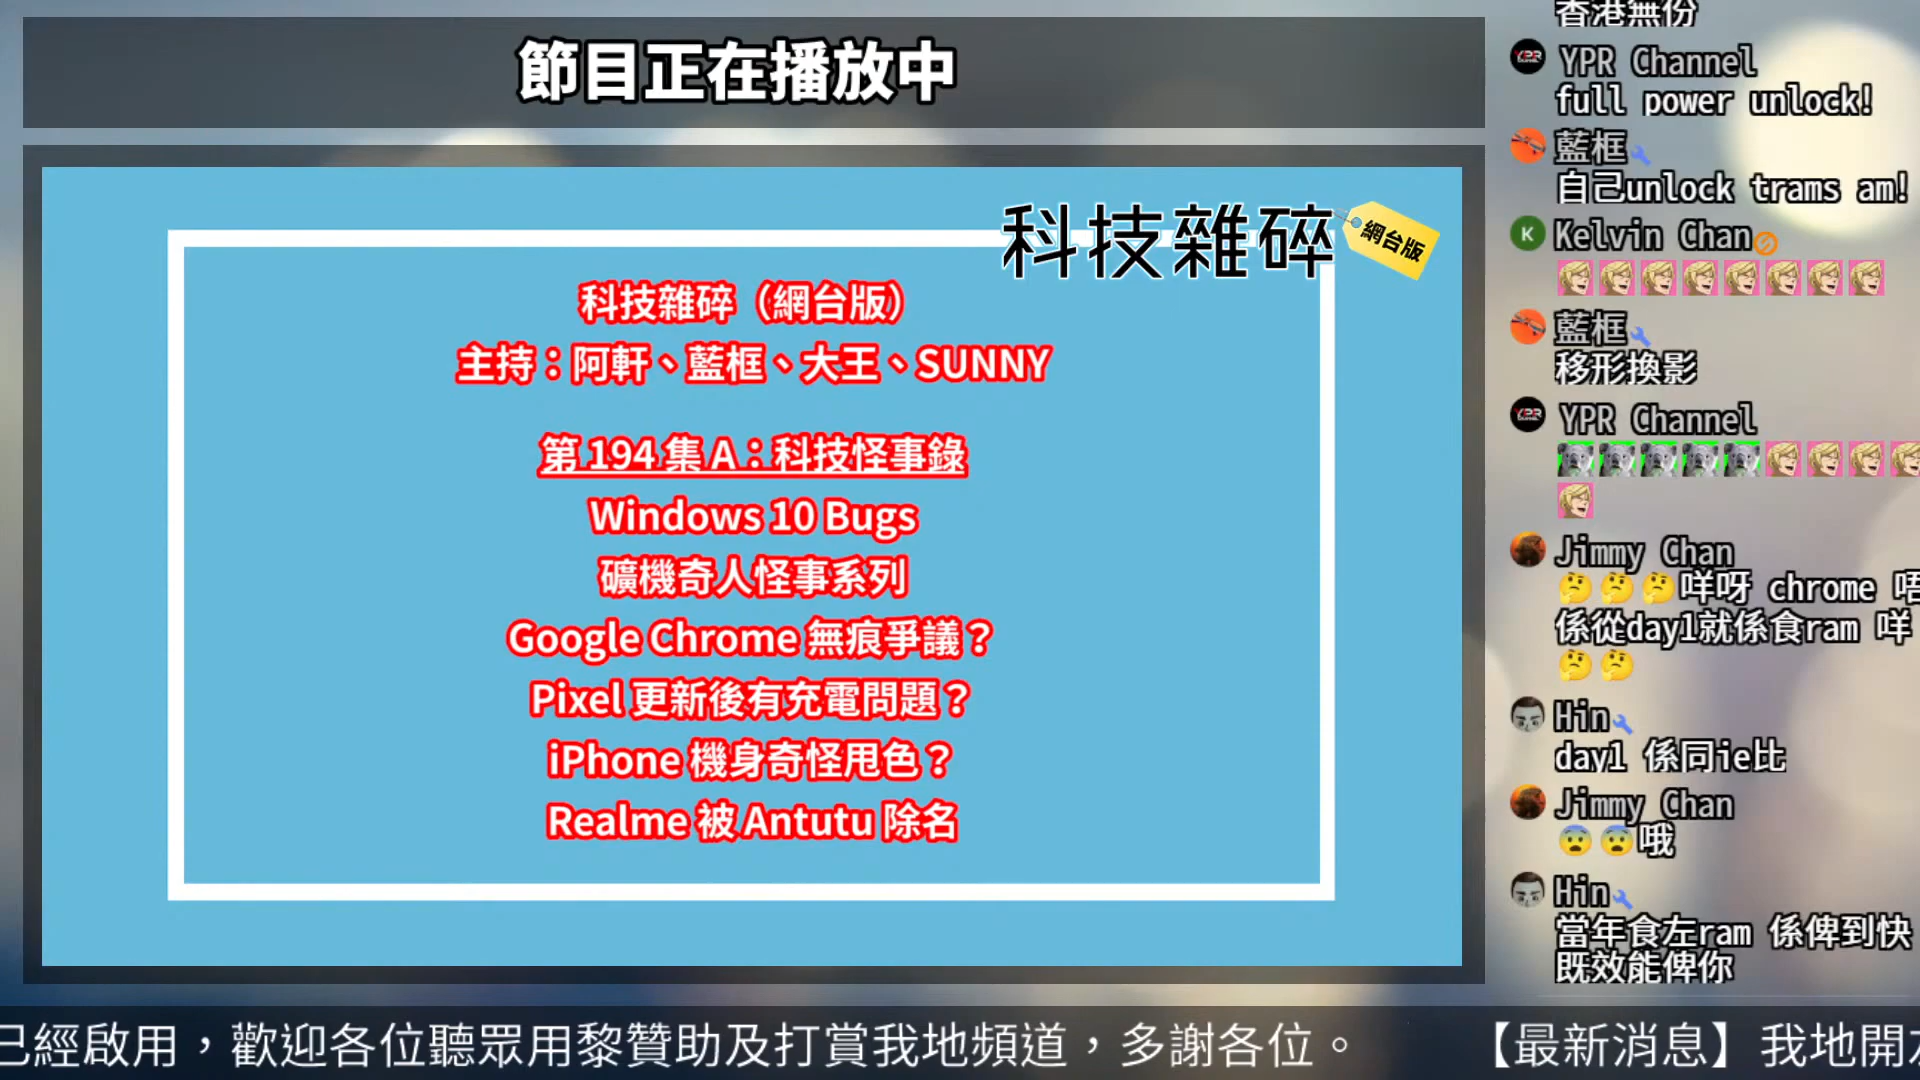 節目正在播放中
科技雜碎
網台版
科技雜碎（網台版）
主持：阿軒、藍框、大王、SUNNY
第 194 集 A：科技怪事錄
Windows 10 Bugs
礦機奇人怪事系列
Google Chrome 無痕爭議？
Pixel 更新後有充電問題？
iPhone 機身奇怪甩色？
Realme 被 Antutu 除名
香港無份
YPR Channel
full power unlock!
藍框
自己unlock trams am!
K
Kelvin Chan
藍框
移形換影
YPR Channel
Jimmy Chan
🤔🤔🤔咩呀 chrome 唔
係從day1就係食ram 咩
🤔🤔
Hin
day1 係同ie比
Jimmy Chan
😨😨哦
Hin
當年食左ram 係俾到快
既效能俾你
已經啟用，歡迎各位聽眾用黎贊助及打賞我地頻道，多謝各位。 【最新消息】我地開